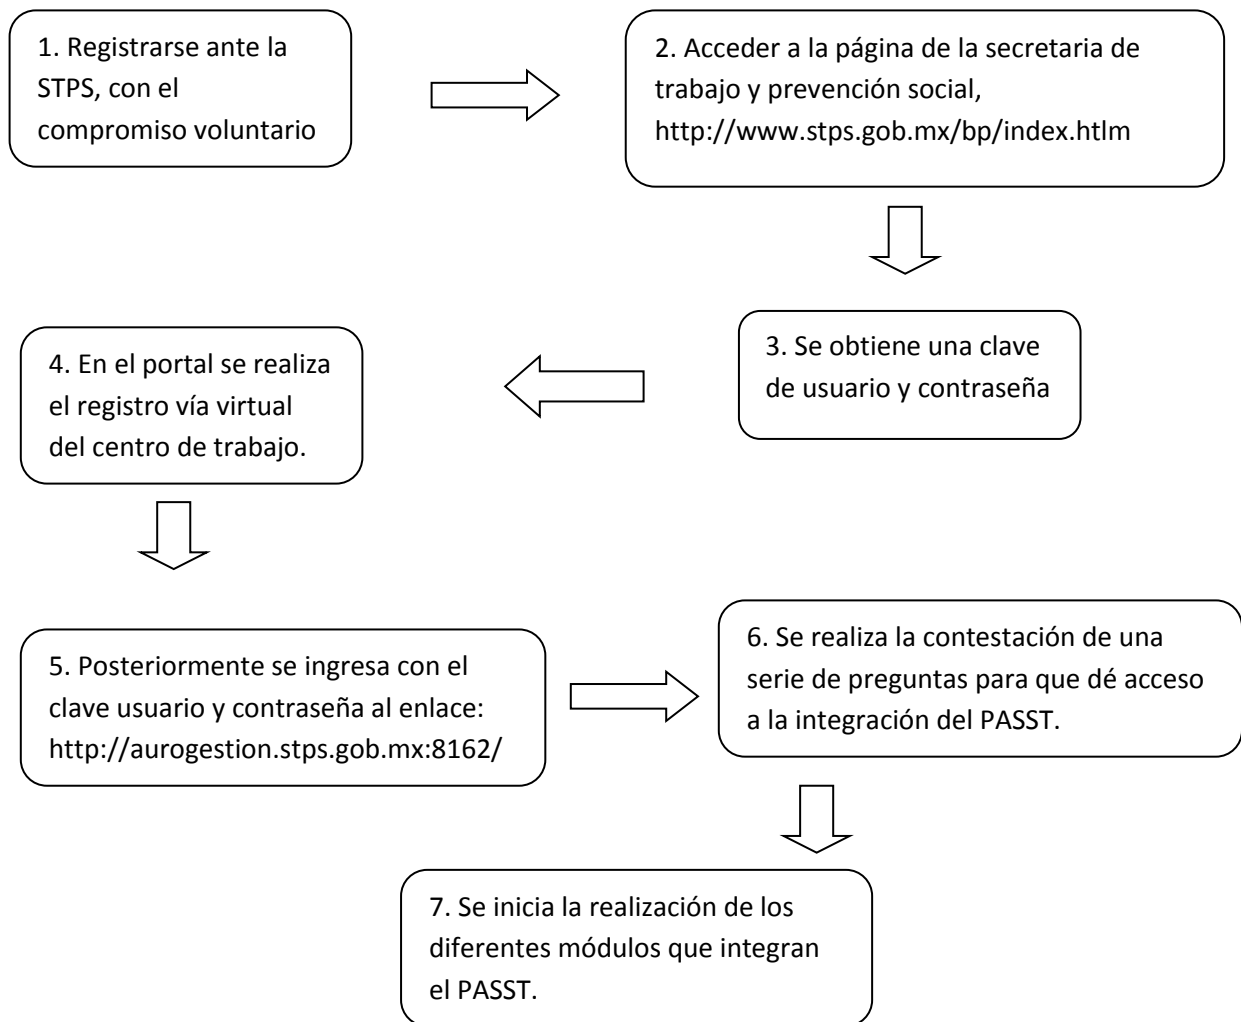 1. Registrarse ante la
STPS, con el
compromiso voluntario
2. Acceder a la página de la secretaria de
trabajo y prevención social,
http://www.stps.gob.mx/bp/index.htlm
3. Se obtiene una clave
de usuario y contraseña
4. En el portal se realiza
el registro vía virtual
del centro de trabajo.
5. Posteriormente se ingresa con el
clave usuario y contraseña al enlace:
http://aurogestion.stps.gob.mx:8162/
6. Se realiza la contestación de una
serie de preguntas para que dé acceso
a la integración del PASST.
7. Se inicia la realización de los
diferentes módulos que integran
el PASST.